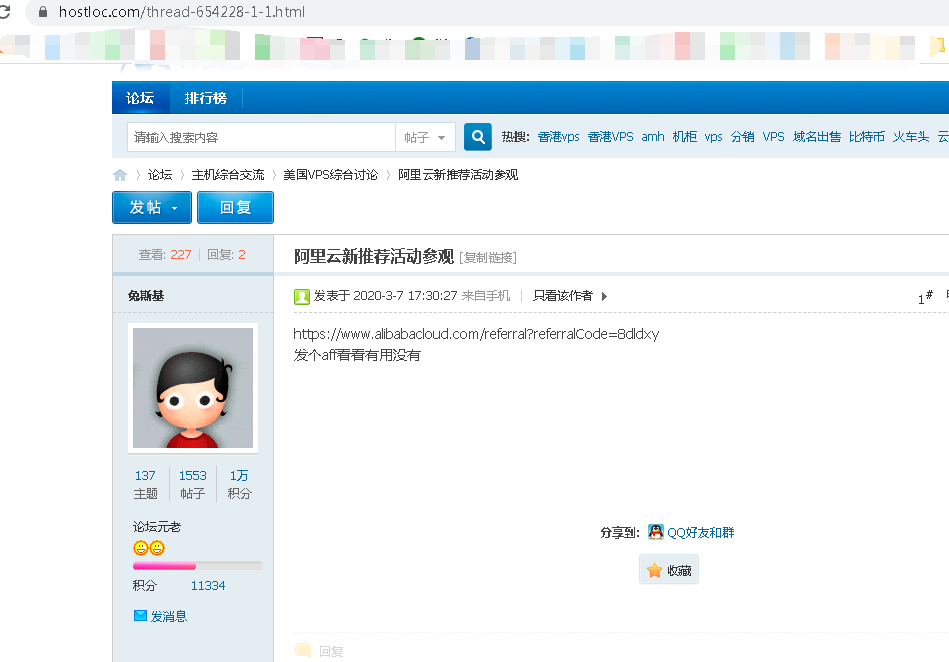 hostloc.com/thread-654228-1-1.html
论坛 排行榜
请输入搜索内容 帖子 热搜: 香港vps 香港VPS amh 机柜 vps 分销 VPS 域名出售 比特币 火车头 云
论坛 主机综合交流 美国VPS综合讨论 阿里云新推荐活动参观
发帖 回复
查看: 227 | 回复: 2 阿里云新推荐活动参观 [复制链接]
兔斯基 发表于 2020-3-7 17:30:27 来自手机 | 只看该作者 1#
https://www.alibabacloud.com/referral?referralCode=8dldxy
发个aff看看有用没有
137 1553 1万
主题 帖子 积分
论坛元老
分享到: QQ好友和群
收藏
积分 11334
发消息
回复